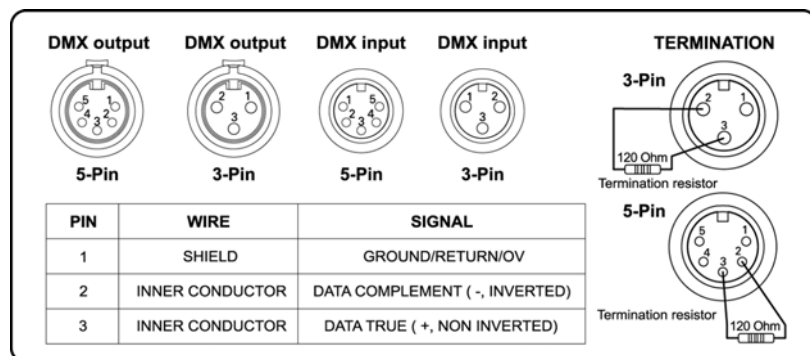 DMX output DMX output DMX input DMX input TERMINATION
3-Pin
5 1 4 2 3
2 1 3
1 5 2 4 3
1 2 3
2 1
3
5-Pin 3-Pin 5-Pin 3-Pin
120 Ohm
Termination resistor
5-Pin
PIN WIRE SIGNAL
1 SHIELD GROUND/RETURN/OV
2 INNER CONDUCTOR DATA COMPLEMENT ( -, INVERTED)
3 INNER CONDUCTOR DATA TRUE ( +, NON INVERTED)
5 1
4 3 2
Termination resistor
120 Ohm